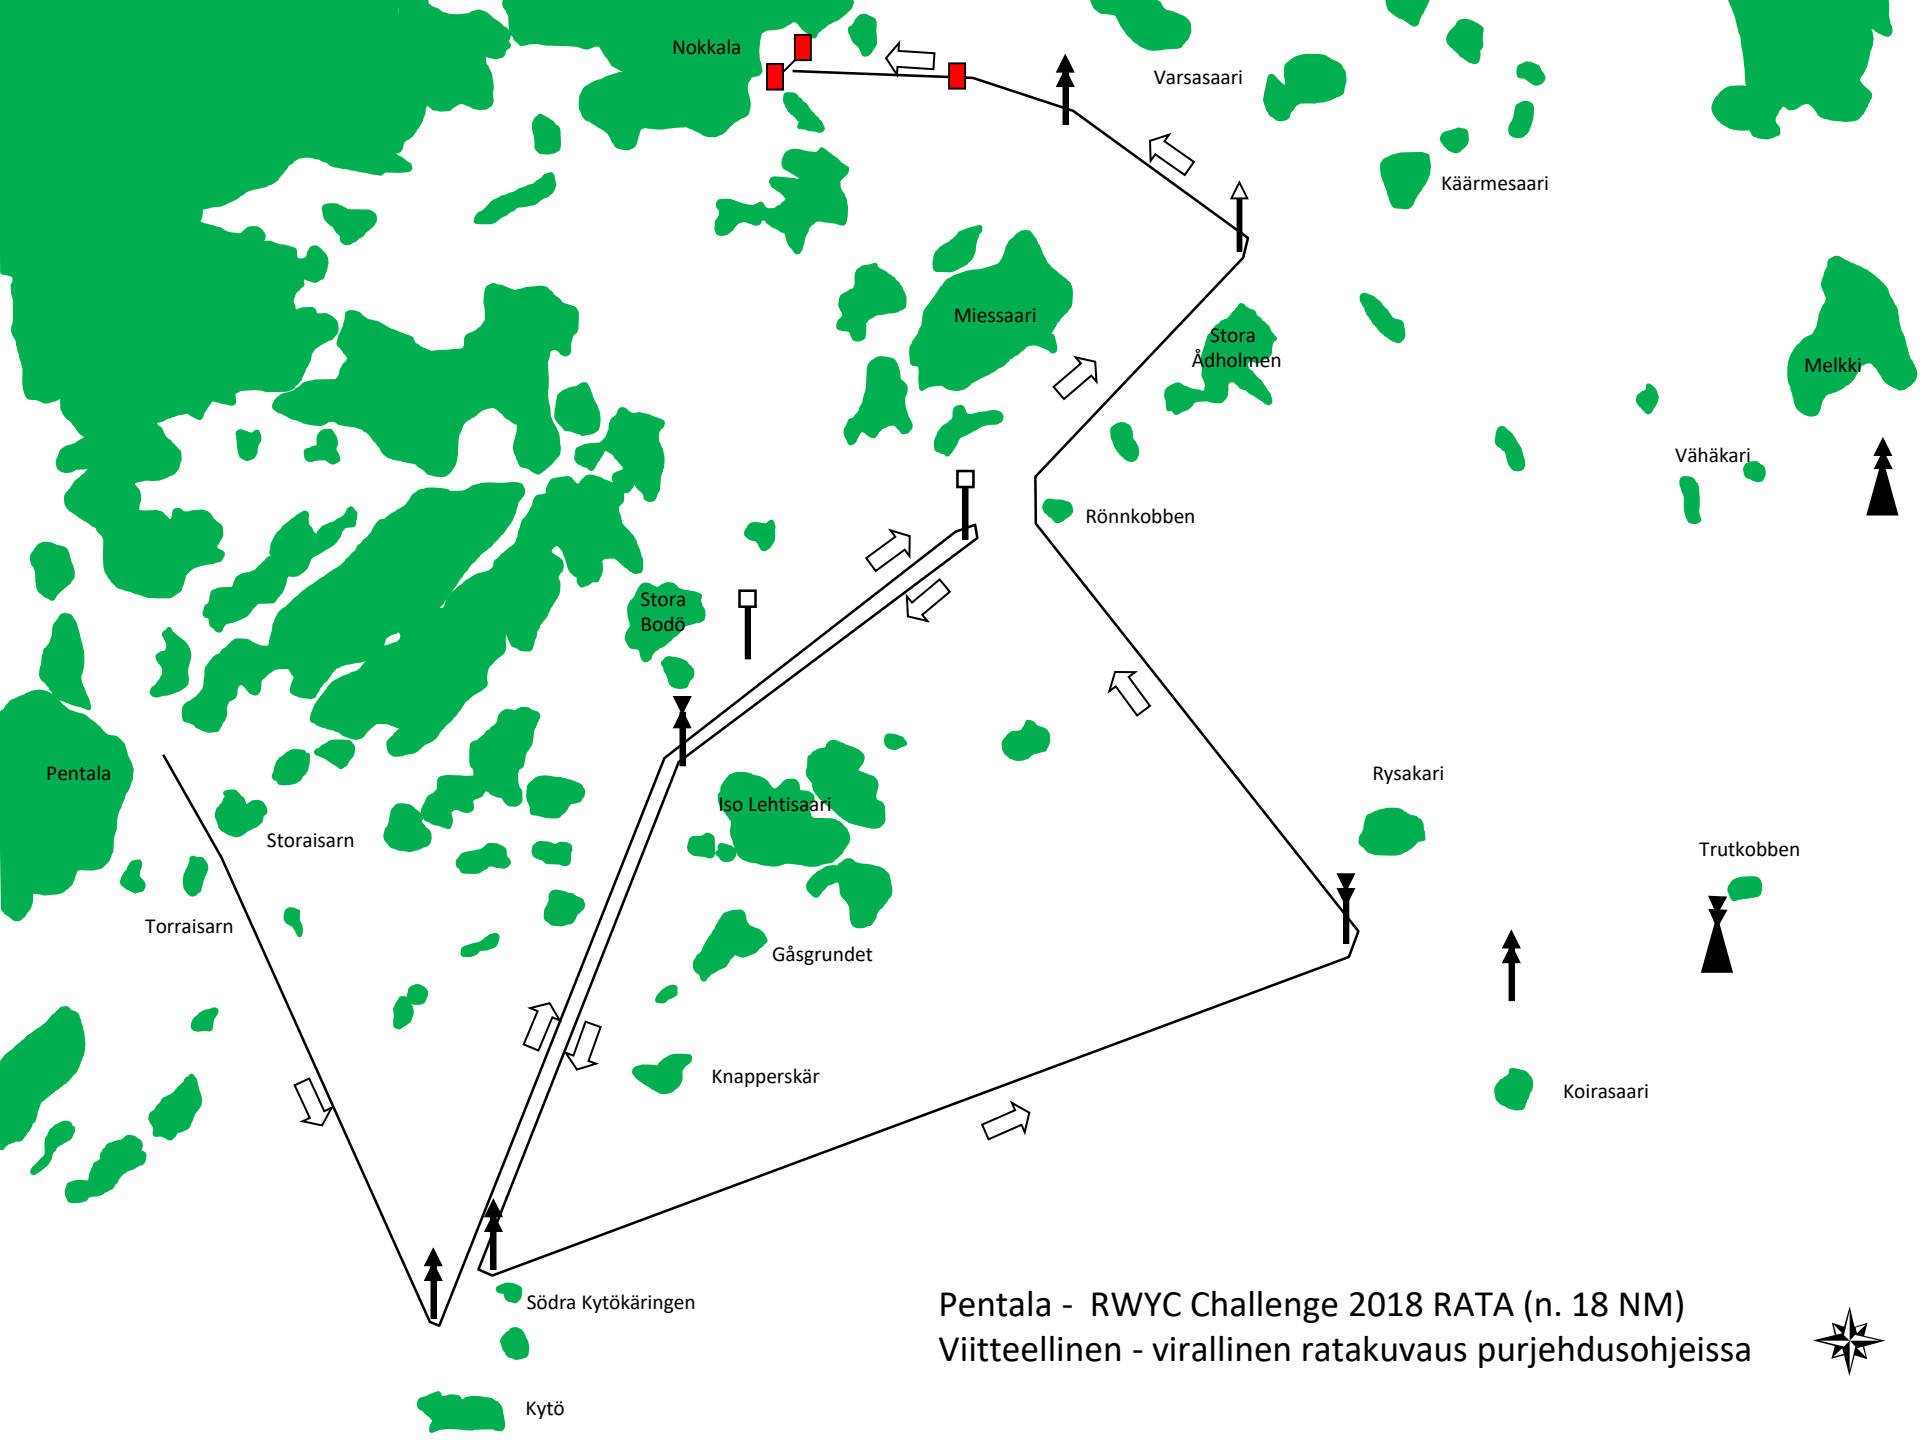 Nokkala
Varsasaari
Käärmesaari
Miessaari
Stora
Ådholmen
Melkki
Vähäkari
Rönnkobben
Stora
Bodö
Pentala
Rysakari
Iso Lehtisaari
Storaisarn
Trutkobben
Torraisarn
Gåsgrundet
Knapperskär
Koirasaari
Södra Kytökäringen
Pentala - RWYC Challenge 2018 RATA (n. 18 NM)
Viitteellinen - virallinen ratakuvaus purjehdusohjeissa
Kytö